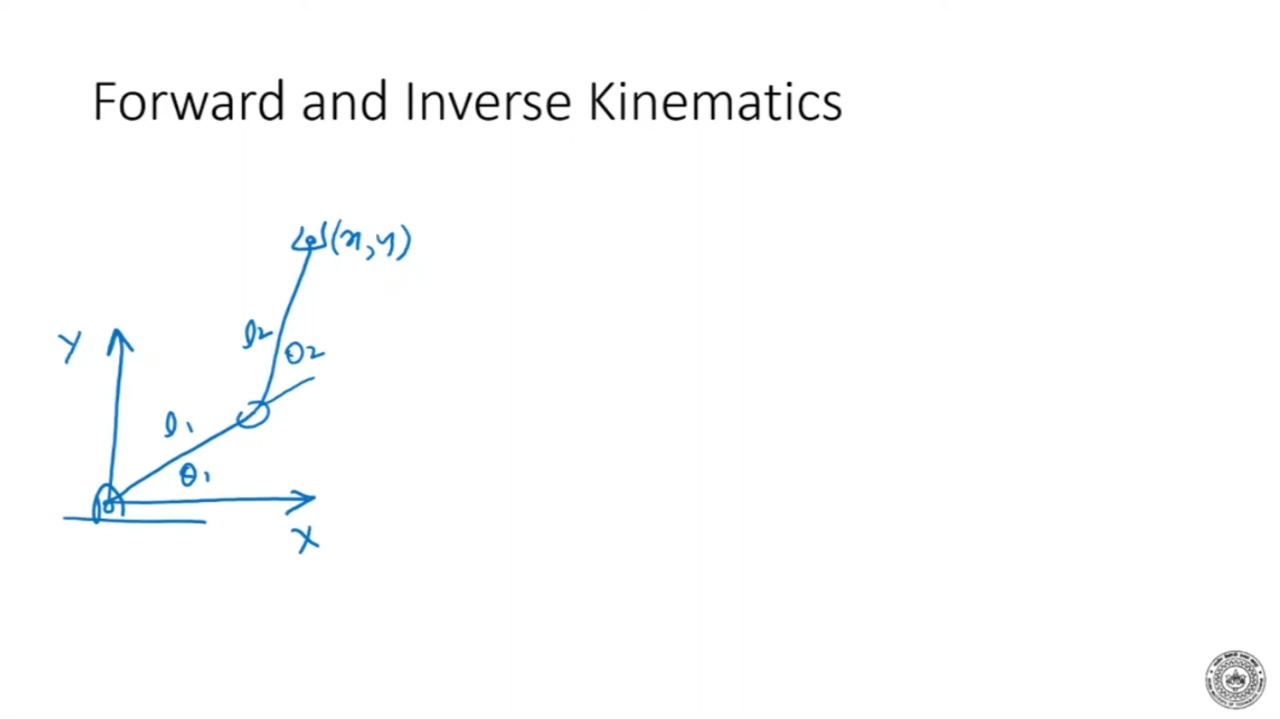 Forward and Inverse Kinematics
(x, y)
Y
l2
θ2
l1
θ1
X